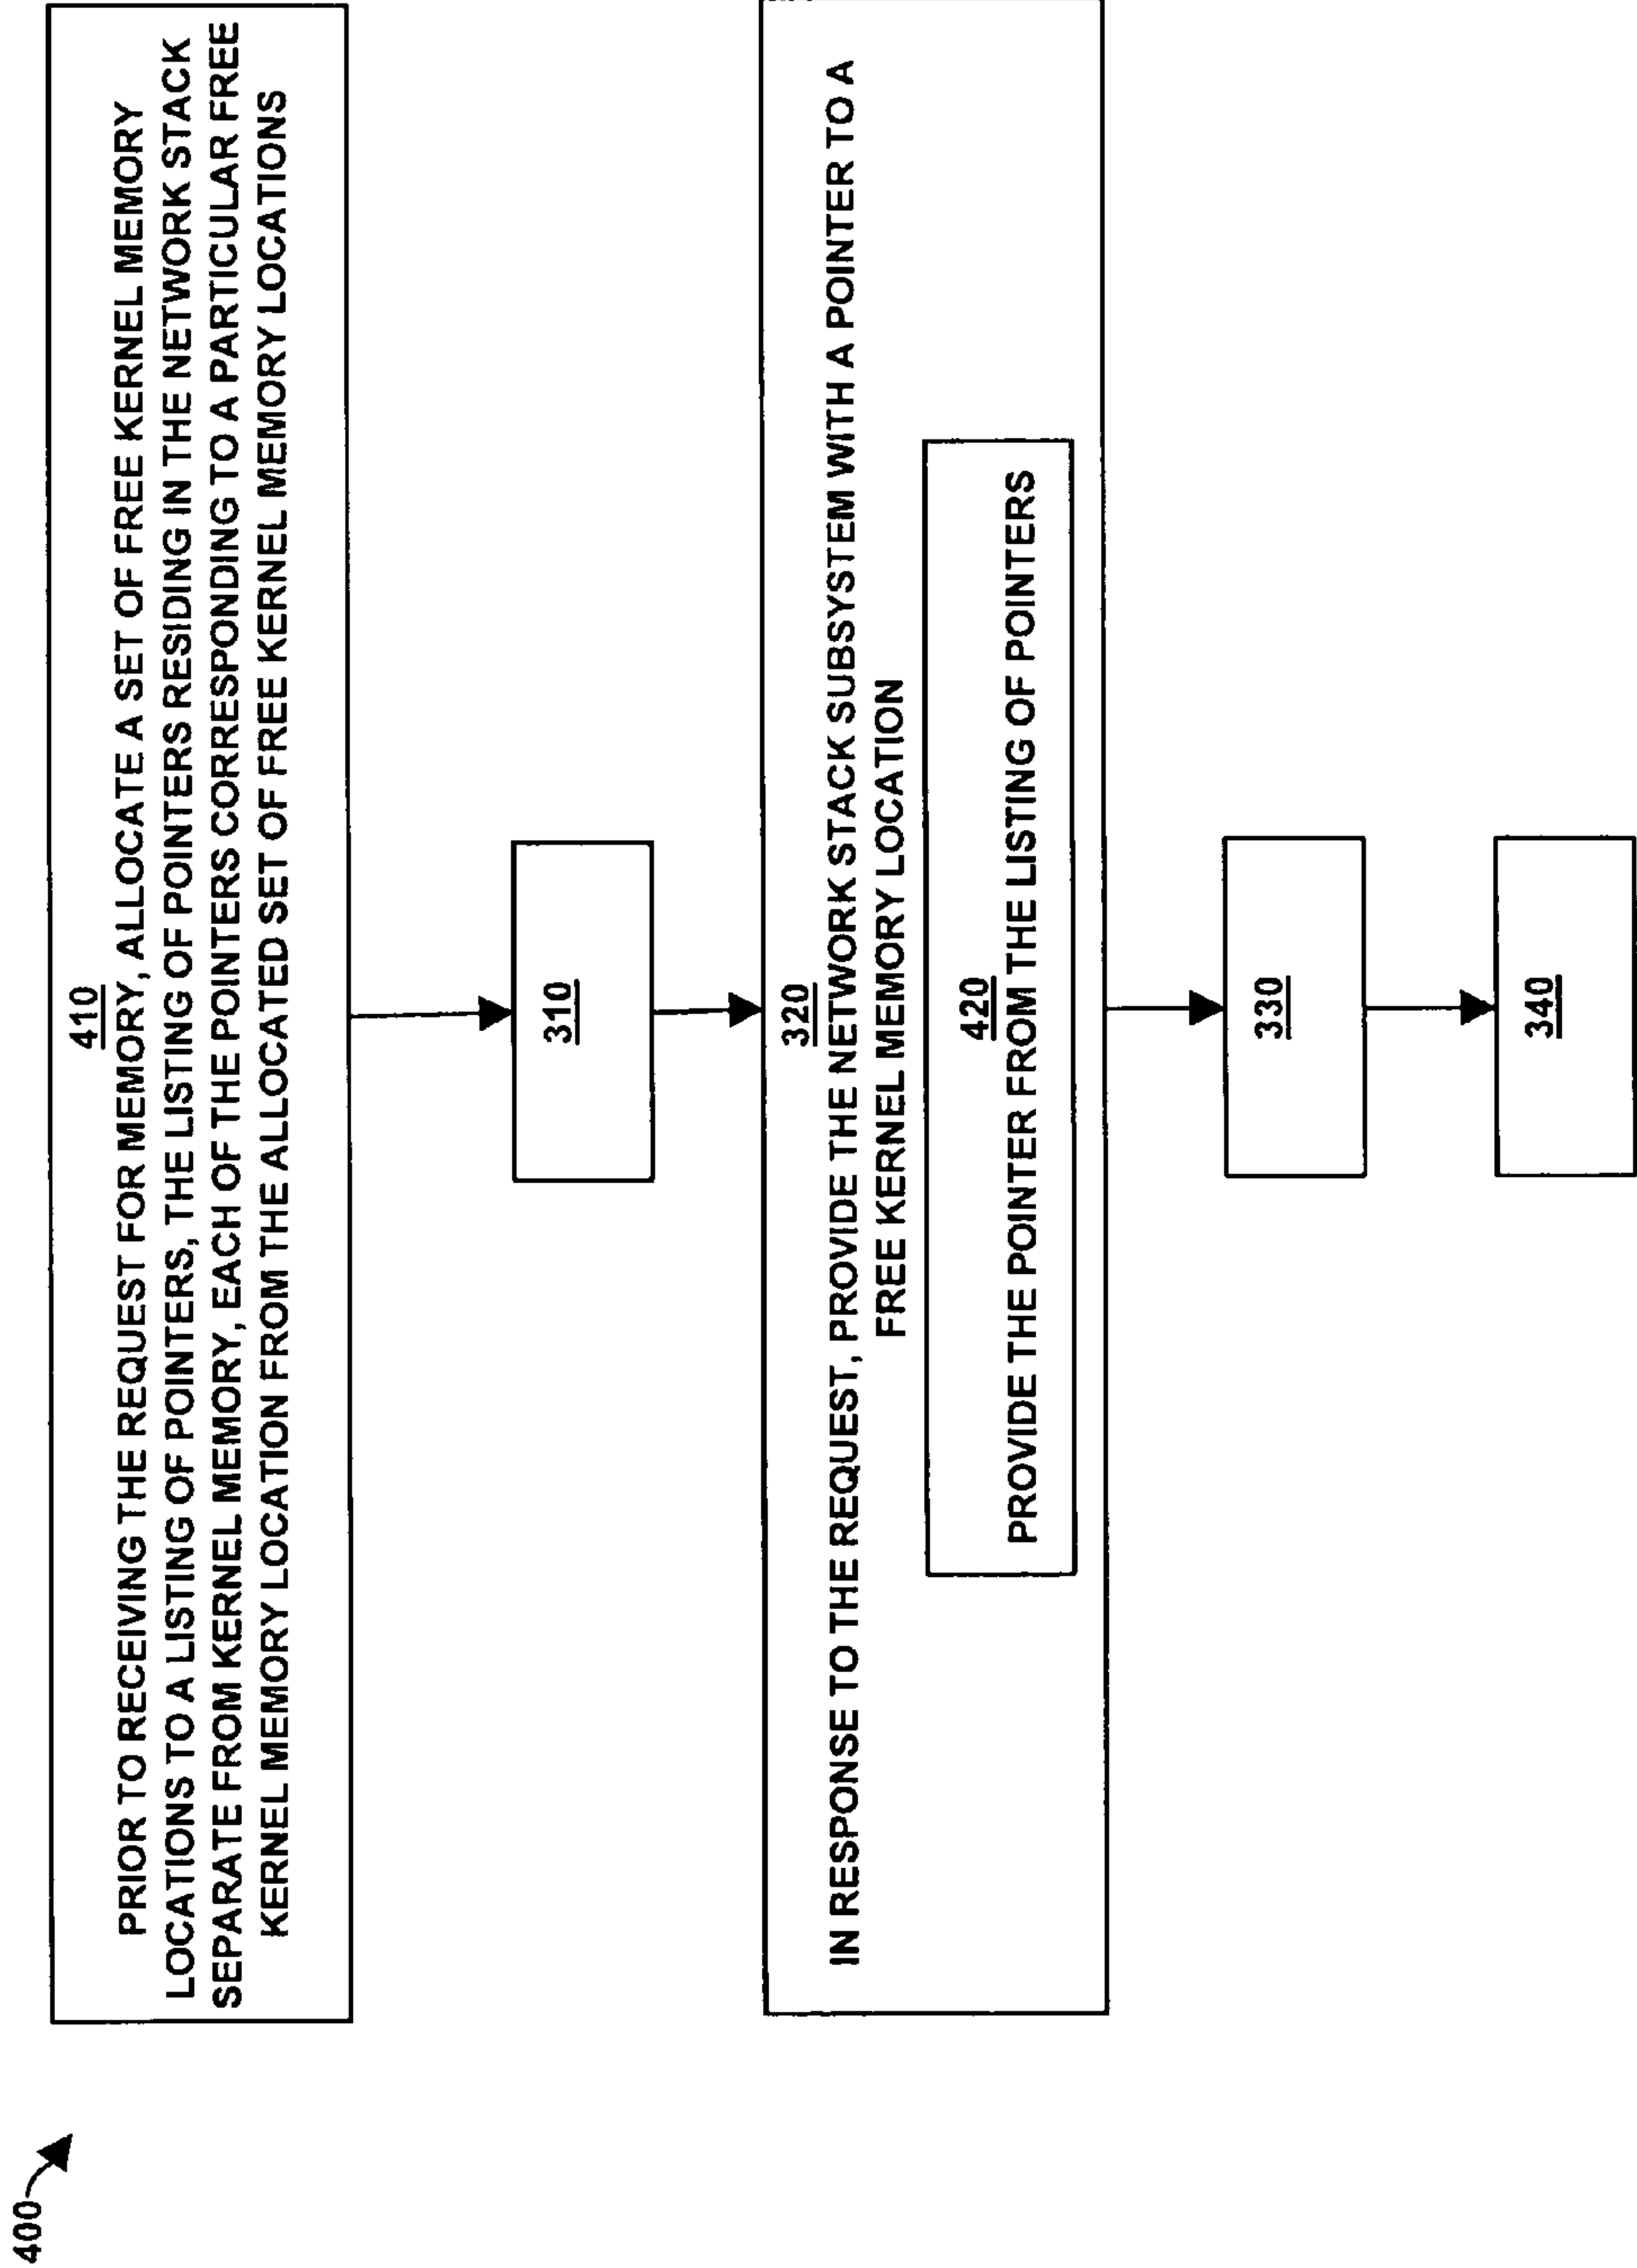 400
410
PRIOR TO RECEIVING THE REQUEST FOR MEMORY, ALLOCATE A SET OF FREE KERNEL MEMORY
LOCATIONS TO A LISTING OF POINTERS, THE LISTING OF POINTERS RESIDING IN THE NETWORK STACK
SEPARATE FROM KERNEL MEMORY, EACH OF THE POINTERS CORRESPONDING TO A PARTICULAR FREE
KERNEL MEMORY LOCATION FROM THE ALLOCATED SET OF FREE KERNEL MEMORY LOCATIONS
310
320
IN RESPONSE TO THE REQUEST, PROVIDE THE NETWORK STACK SUBSYSTEM WITH A POINTER TO A
FREE KERNEL MEMORY LOCATION
420
PROVIDE THE POINTER FROM THE LISTING OF POINTERS
330
340